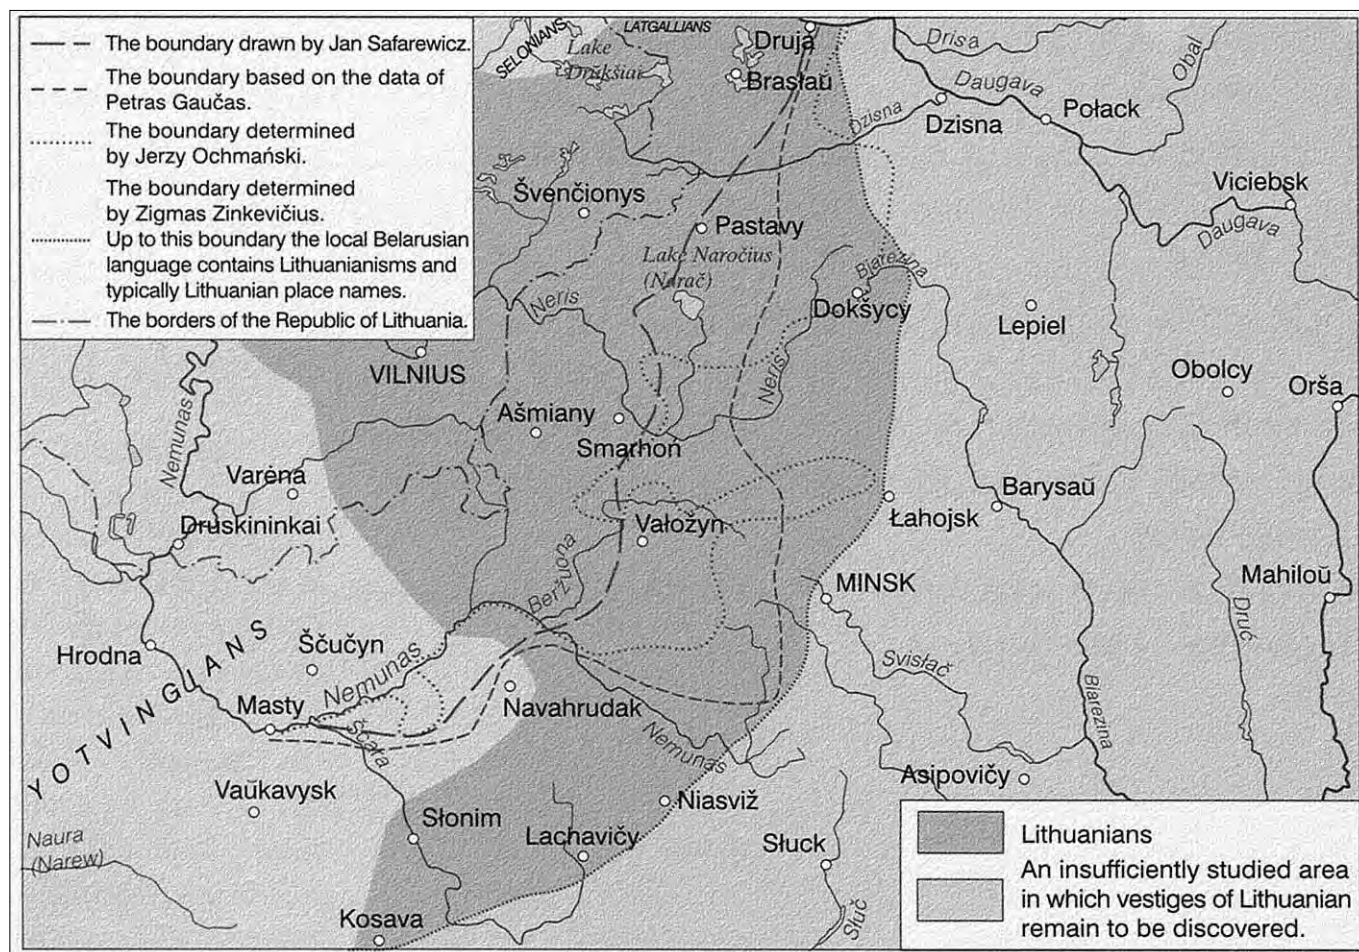 The boundary drawn by Jan Safarewicz.
The boundary based on the data of
Petras Gaučas.
The boundary determined
by Jerzy Ochmański.
The boundary determined
by Zigmas Zinkevičius.
Up to this boundary the local Belarusian
language contains Lithuanianisms and
typically Lithuanian place names.
The borders of the Republic of Lithuania.
SELONIANS
LATGALLIANS
Lake
Drūkšiai
Druja
Brasłaŭ
Drisa
Obal
Daugava
Dzisna
Dzisna
Połack
Švenčionys
Pastavy
Viciebsk
Daugava
Lake Naročius
(Narač)
Bjarezina
Neris
Dokšycy
Lepiel
VILNIUS
Neris
Obolcy
Orša
Nemunas
Ašmiany
Smarhoń
Varėna
Barysaŭ
Druskininkai
Łahojsk
Vałožyn
Beržuona
MINSK
Mahiloŭ
Druć
Hrodna
Ščučyn
Svisłač
YOTVINGIANS
Nemunas
Masty
Navahrudak
Bjarezina
Ščara
Nemunas
Asipovičy
Vaŭkavysk
Niasviž
Słonim
Lachavičy
Słuck
Naura
(Narew)
Kosava
Słuč
Lithuanians
An insufficiently studied area
in which vestiges of Lithuanian
remain to be discovered.